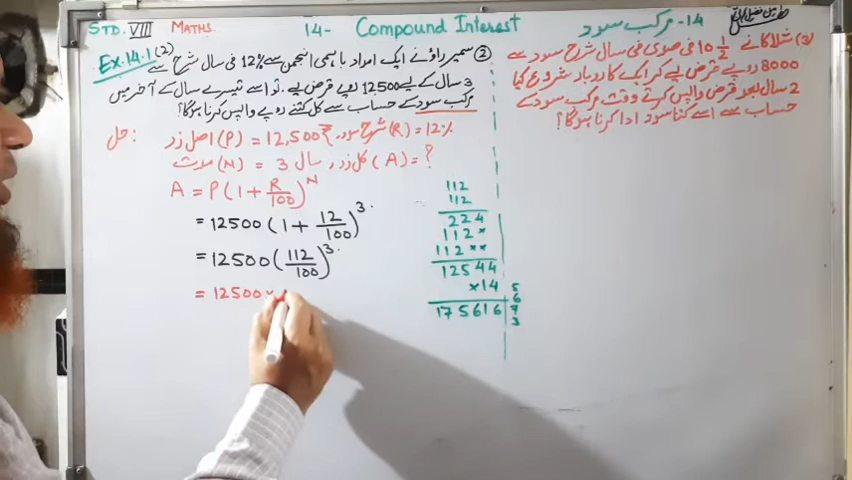 STD. VIII MATHS. 14- Compound Interest 14- مرکب سود
Ex.14.1(2)
② سمیر راؤ نے ایک امداد باہمی انجمن سے 12% فی سال شرح سے
3 سال کے لیے 12500 روپے قرض لیے۔ تو اسے تیسرے سال کے آخر میں
مرکب سود کے حساب سے کل کتنے روپے واپس کرنا ہوگا؟
حل: اصل زر (P) = 12,500 شرح سود (R) = 12%
مدت (N) = 3 سال , کل زر (A) = ?
A = P(1 + R/100)^N
= 12500 (1 + 12/100)^3
= 12500 (112/100)^3
= 12500 ×
112
112
224
112×
112××
12544
×14
175616
5
6
7
3
(3) شلاکا نے 10 1/2 فی صدی فی سال شرح سود سے
8000 روپے قرض لے کر ایک کاروبار شروع کیا
2 سال بعد قرض واپس کرتے وقت مرکب سود کے
حساب سے اسے کتنا سود ادا کرنا ہوگا؟